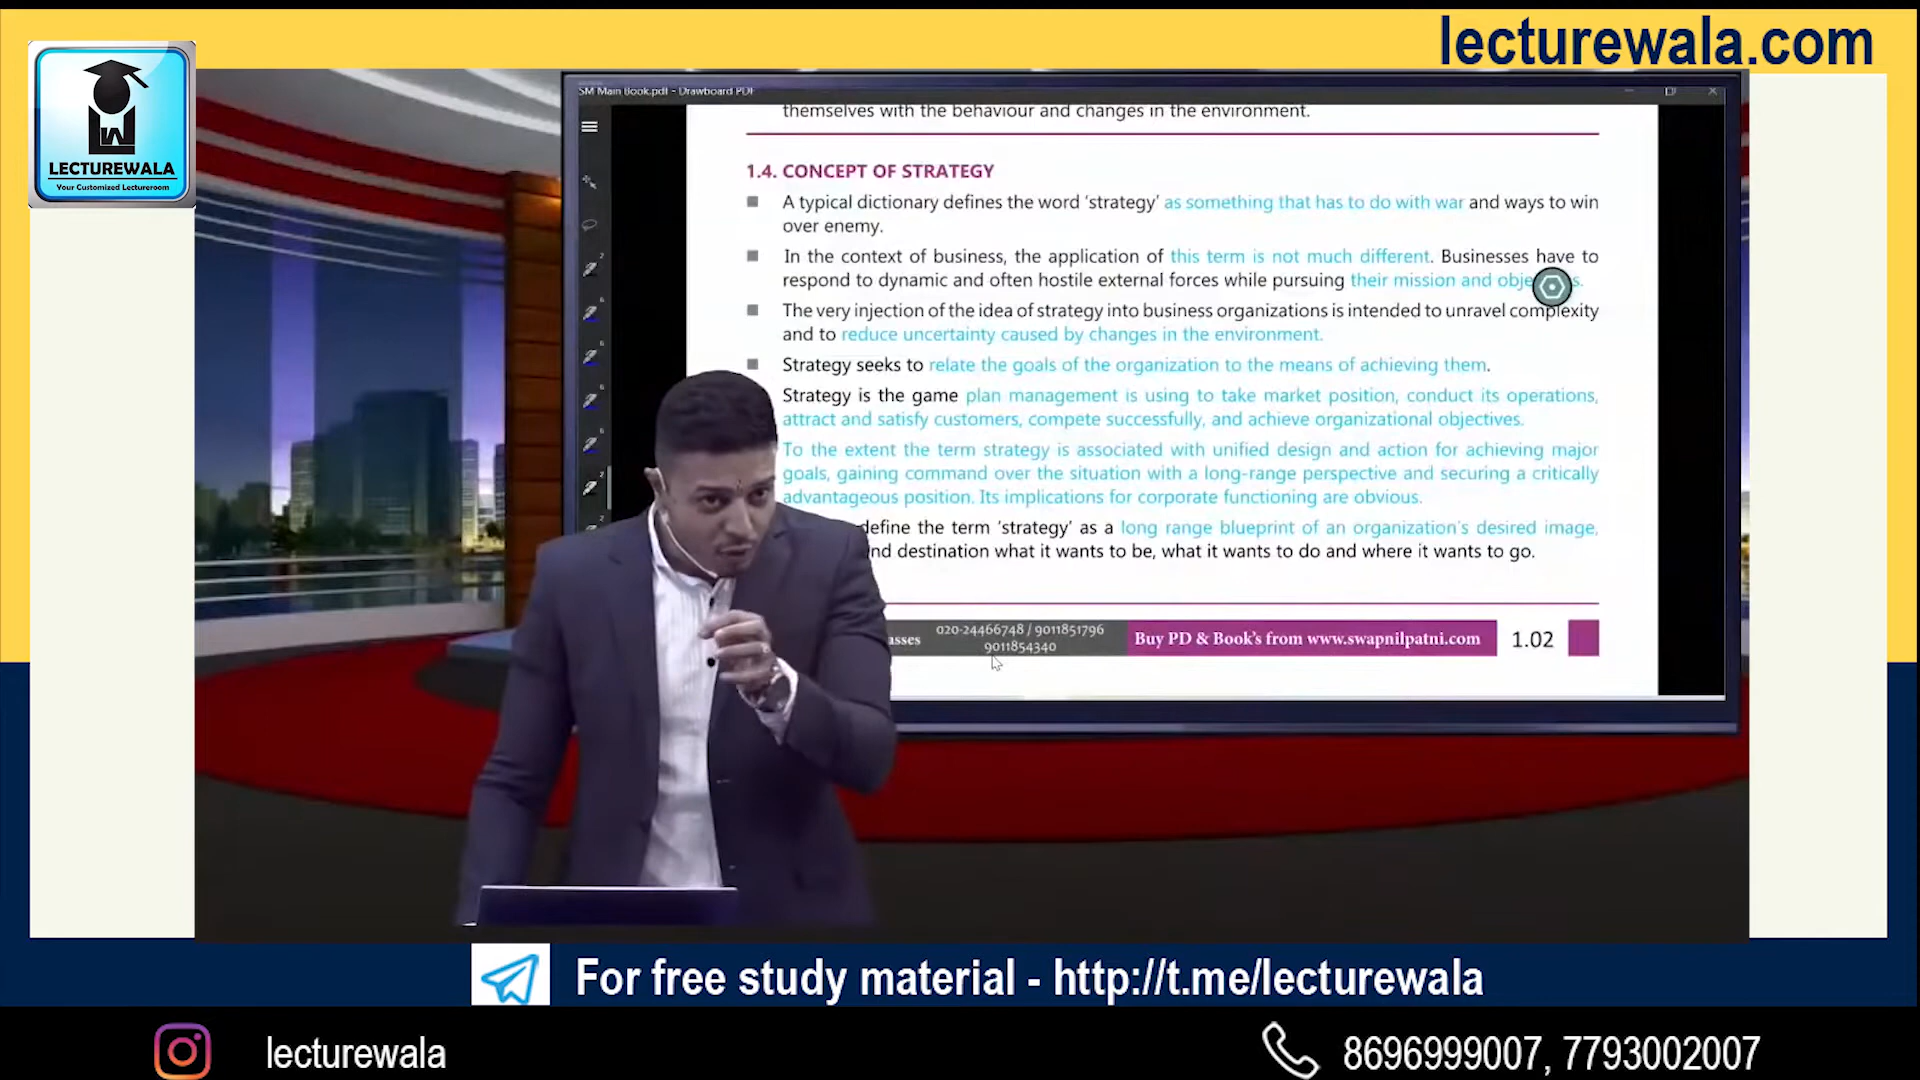 lecturewala.com
LW
LECTUREWALA
Your Customized Lectureroom
SM Main Book.pdf - Drawboard PDF
themselves with the behaviour and changes in the environment.
1.4. CONCEPT OF STRATEGY
A typical dictionary defines the word ‘strategy’ as something that has to do with war and ways to win
over enemy.
In the context of business, the application of this term is not much different. Businesses have to
respond to dynamic and often hostile external forces while pursuing their mission and
The very injection of the idea of strategy into business organizations is intended to unravel complexity
and to reduce uncertainty caused by changes in the environment.
Strategy seeks to relate the goals of the organization to the means of achieving them.
Strategy is the game plan management is using to take market position, conduct its operations,
attract and satisfy customers, compete successfully, and achieve organizational objectives.
To the extent the term strategy is associated with unified design and action for achieving major
goals, gaining command over the situation with a long-range perspective and securing a critically
advantageous position. Its implications for corporate functioning are obvious.
define the term ‘strategy’ as a long range blueprint of an organization's desired image,
destination what it wants to be, what it wants to do and where it wants to go.
020-24466748 / 9011851796
9011854340
Buy PD & Book's from www.swapnilpatni.com
1.02
For free study material - http://t.me/lecturewala
lecturewala
8696999007, 7793002007